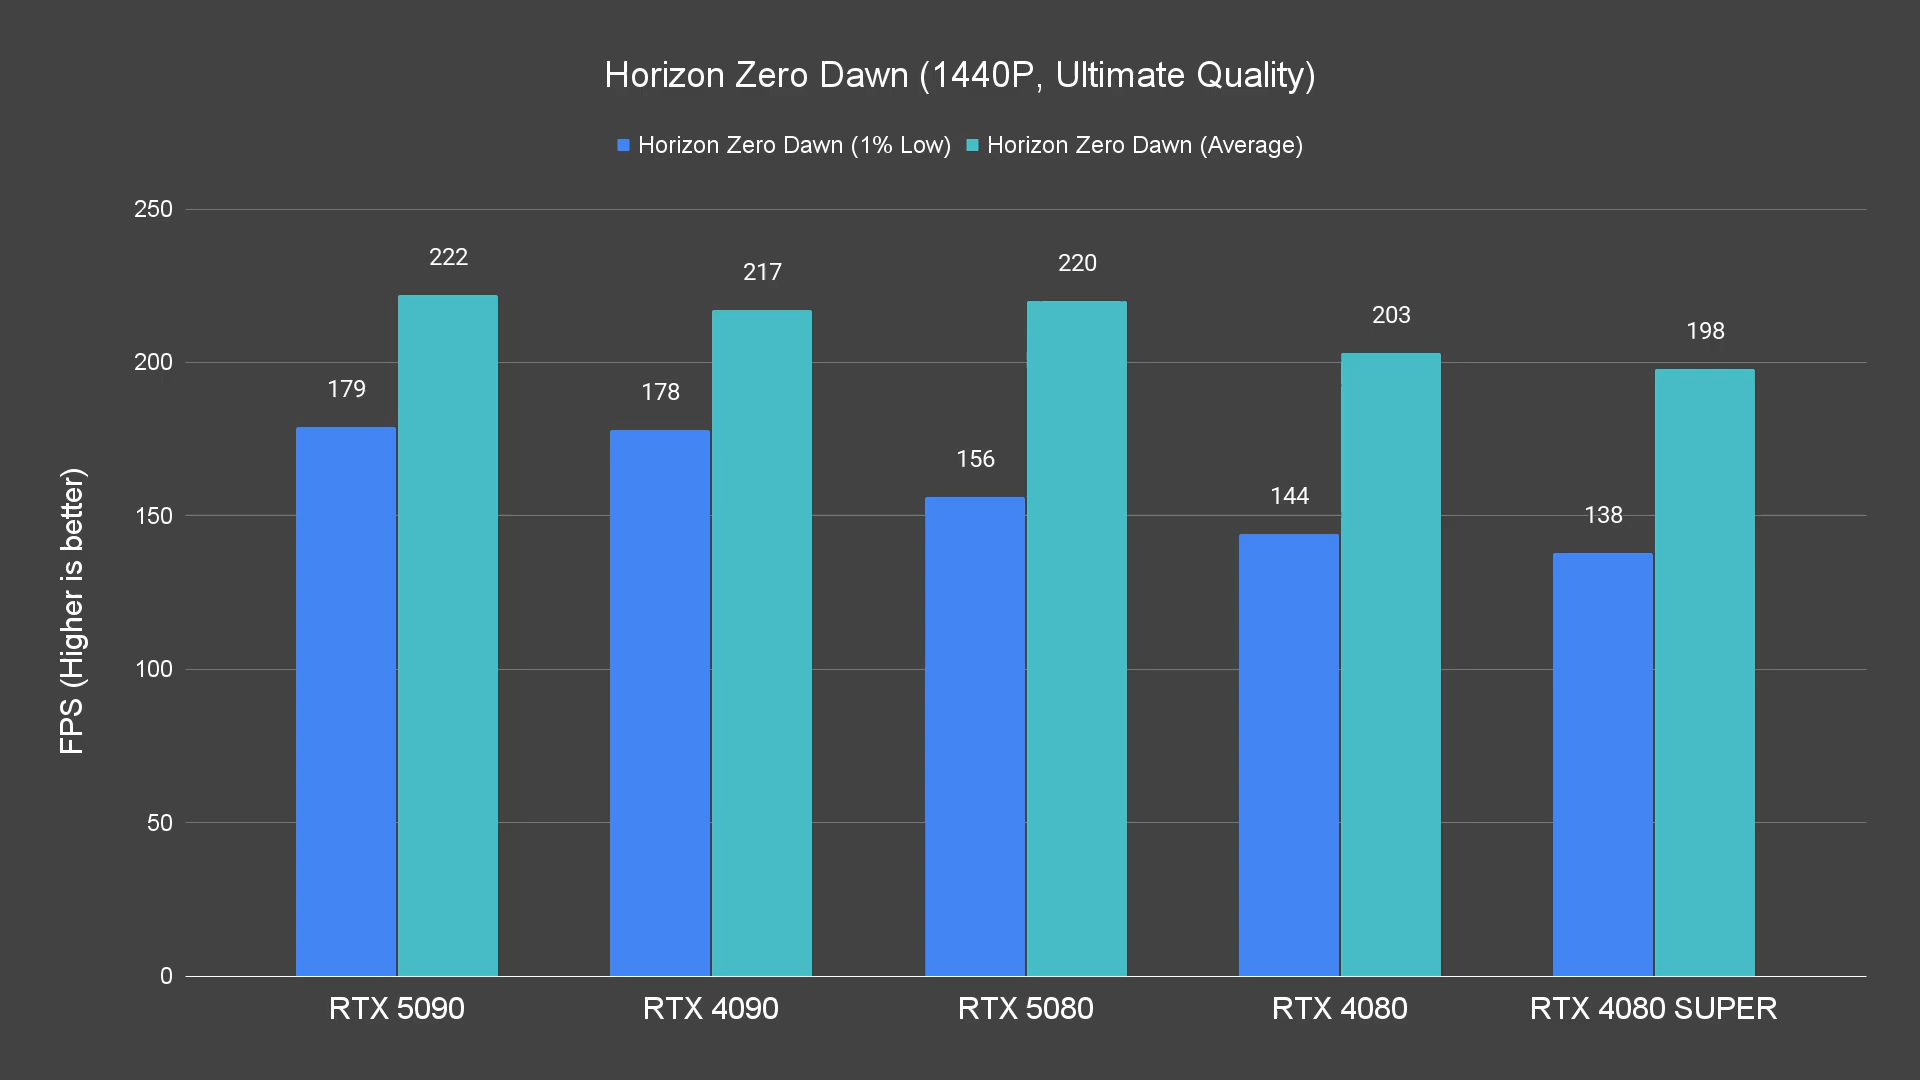 Horizon Zero Dawn (1440P, Ultimate Quality)
Horizon Zero Dawn (1% Low) Horizon Zero Dawn (Average)
FPS (Higher is better)
250
200
150
100
50
0
179
222
178
217
156
220
144
203
138
198
RTX 5090
RTX 4090
RTX 5080
RTX 4080
RTX 4080 SUPER